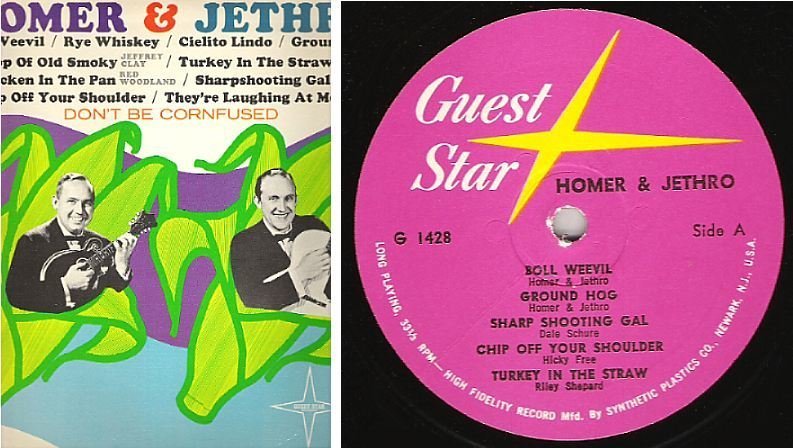 OMER & JETH
Weevil / Rye Whiskey / Cielito Lindo / Grou
p Of Old Smoky JEFFREY CLAY / Turkey In The Straw
cken In The Pan RED WOODLAND / Sharpshooting Gal
p Off Your Shoulder / They're Laughing At M
DON'T BE CORNFUSED
GUEST STAR
Guest
Star
HOMER & JETHRO
G 1428
Side A
BOLL WEEVIL
Homer & Jethro
GROUND HOG
Homer & Jethro
SHARP SHOOTING GAL
Dale Schure
CHIP OFF YOUR SHOULDER
Hicky Free
TURKEY IN THE STRAW
Riley Shepard
LONG PLAYING, 33⅓ RPM— HIGH FIDELITY RECORD Mfd. By SYNTHETIC PLASTICS CO., NEWARK, N.J., U.S.A.